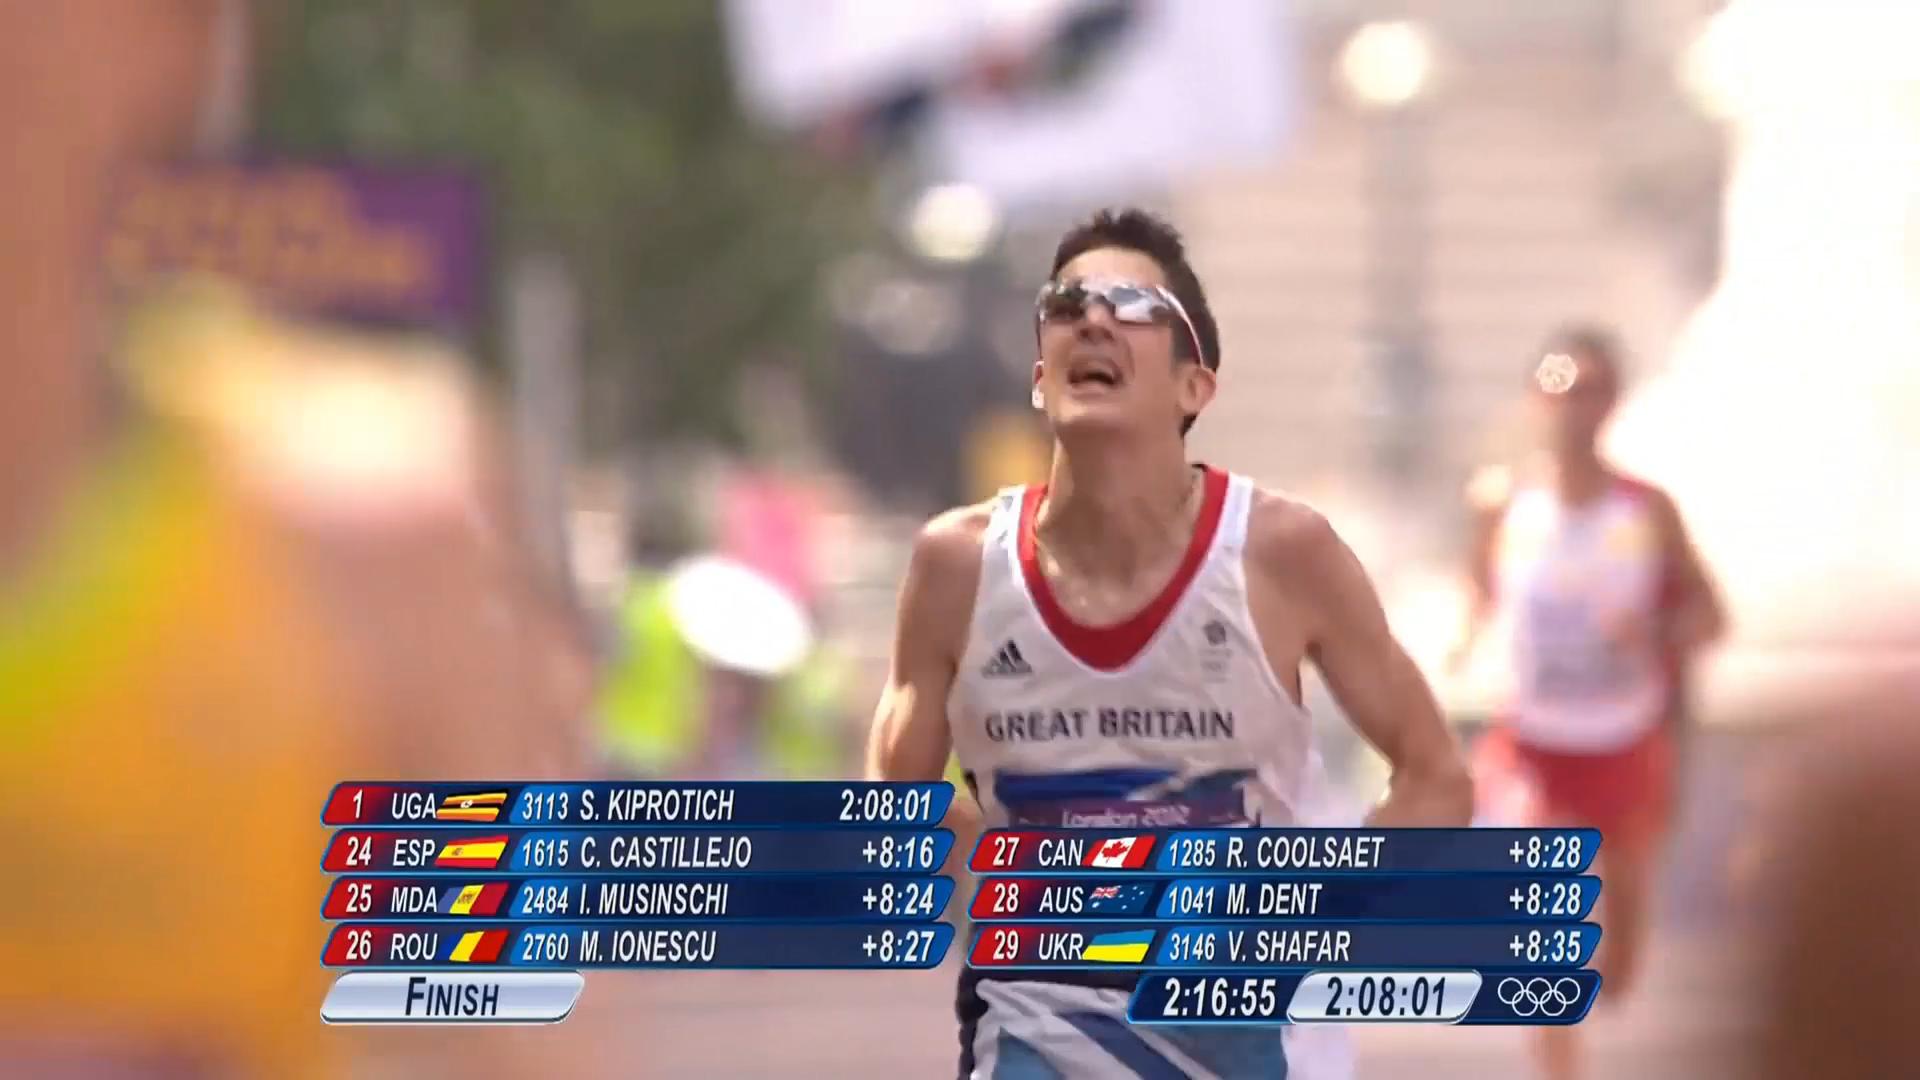 GREAT BRITAIN
London 2012
1 UGA 3113 S. KIPROTICH 2:08:01
24 ESP 1615 C. CASTILLEJO +8:16
25 MDA 2484 I. MUSINSCHI +8:24
26 ROU 2760 M. IONESCU +8:27
27 CAN 1285 R. COOLSAET +8:28
28 AUS 1041 M. DENT +8:28
29 UKR 3146 V. SHAFAR +8:35
FINISH
2:16:55 2:08:01